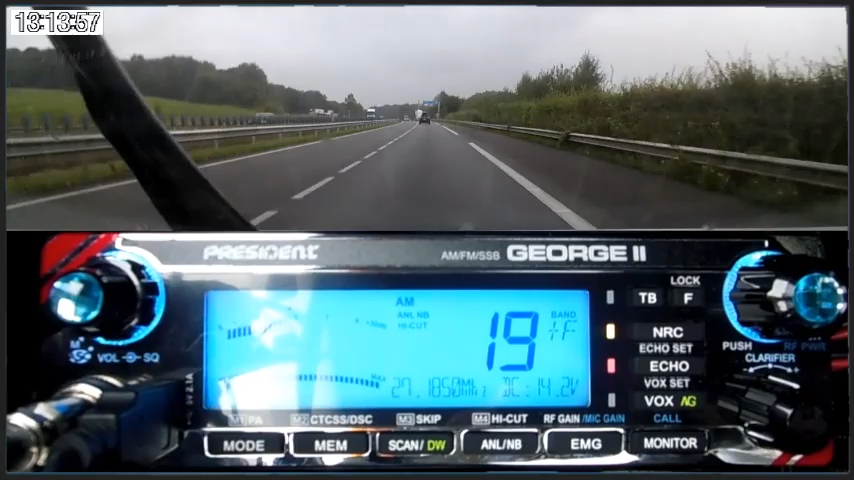 13:13:57
PRESIDENT AM/FM/SSB GEORGE II
LOCK
TB F
AM
ANL NB
HI-CUT
BAND
19
27.1850MHz DC:14.2V
NRC
ECHO SET
ECHO
VOX SET
VOX NG
CALL
VOL SQ
PUSH RF PWR
CLARIFIER
M1 PA M2 CTCSS/DSC M3 SKIP M4 HI-CUT RF GAIN/MIC GAIN
MODE MEM SCAN/DW ANL/NB EMG MONITOR